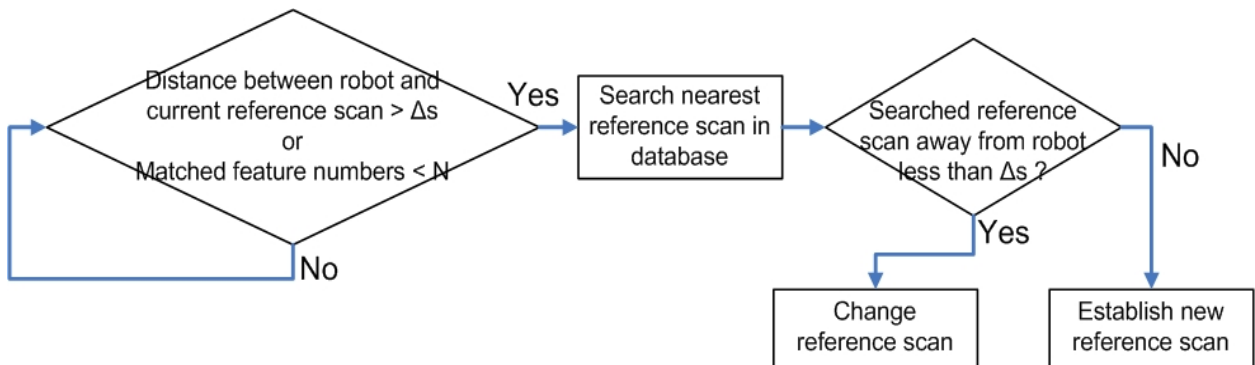 Distance between robot and
current reference scan > Δs
or
Matched feature numbers < N
Yes
No
Search nearest
reference scan in
database
Searched reference
scan away from robot
less than Δs ?
Yes
No
Change
reference scan
Establish new
reference scan